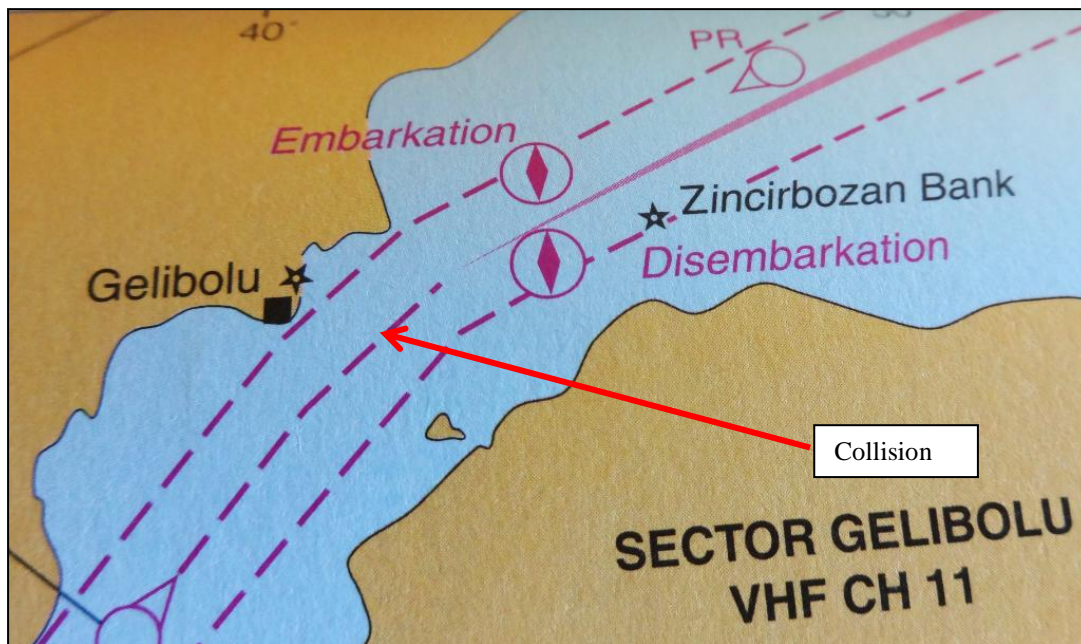 40'
PR
Embarkation
Zincirbozan Bank
Gelibolu
Disembarkation
Collision
SECTOR GELIBOLU
VHF CH 11